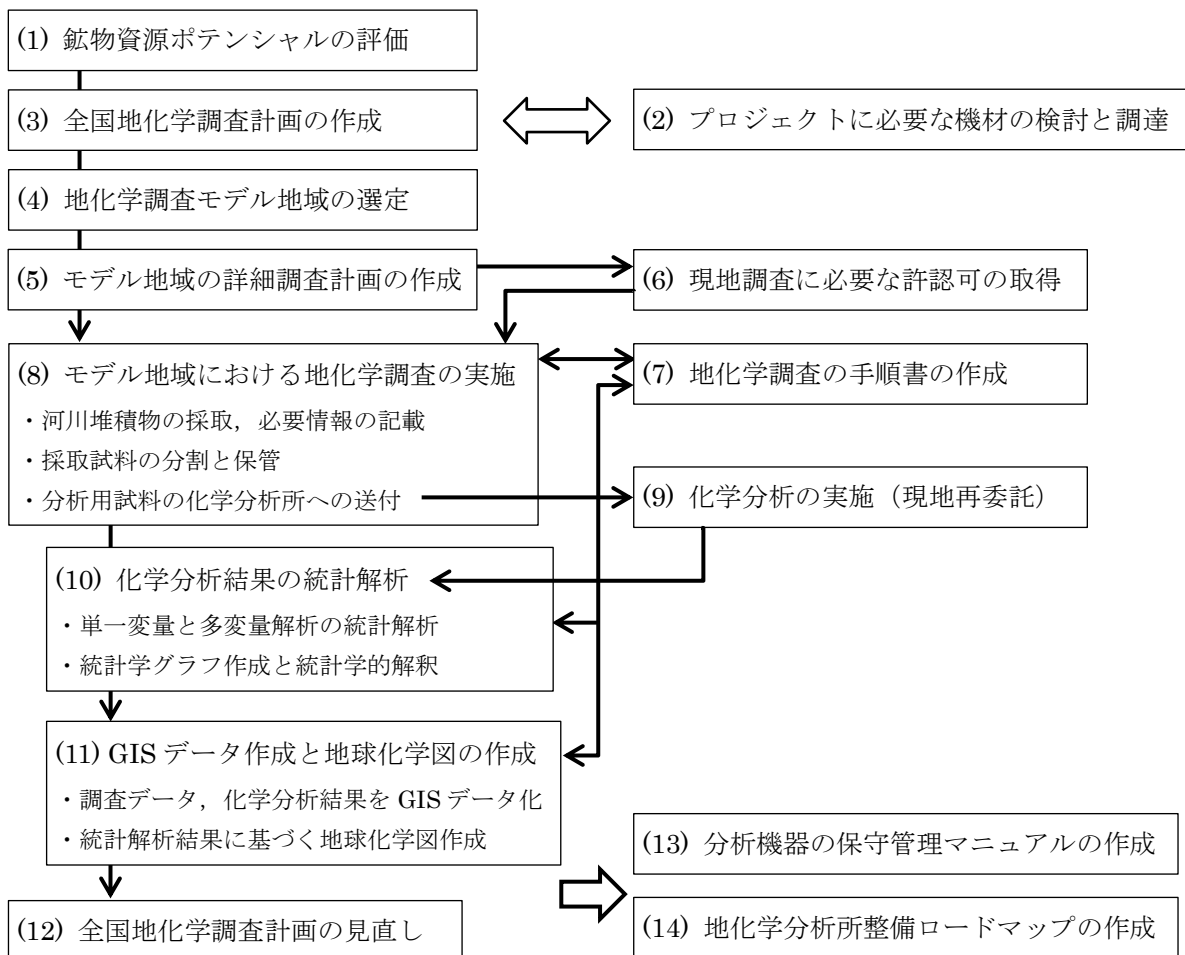 (1) 鉱物資源ポテンシャルの評価
(3) 全国地化学調査計画の作成
(2) プロジェクトに必要な機材の検討と調達
(4) 地化学調査モデル地域の選定
(5) モデル地域の詳細調査計画の作成
(6) 現地調査に必要な許認可の取得
(8) モデル地域における地化学調査の実施
・河川堆積物の採取，必要情報の記載
・採取試料の分割と保管
・分析用試料の化学分析所への送付
(7) 地化学調査の手順書の作成
(9) 化学分析の実施（現地再委託）
(10) 化学分析結果の統計解析
・単一変量と多変量解析の統計解析
・統計学グラフ作成と統計学的解釈
(11) GIS データ作成と地球化学図の作成
・調査データ，化学分析結果を GIS データ化
・統計解析結果に基づく地球化学図作成
(13) 分析機器の保守管理マニュアルの作成
(12) 全国地化学調査計画の見直し
(14) 地化学分析所整備ロードマップの作成